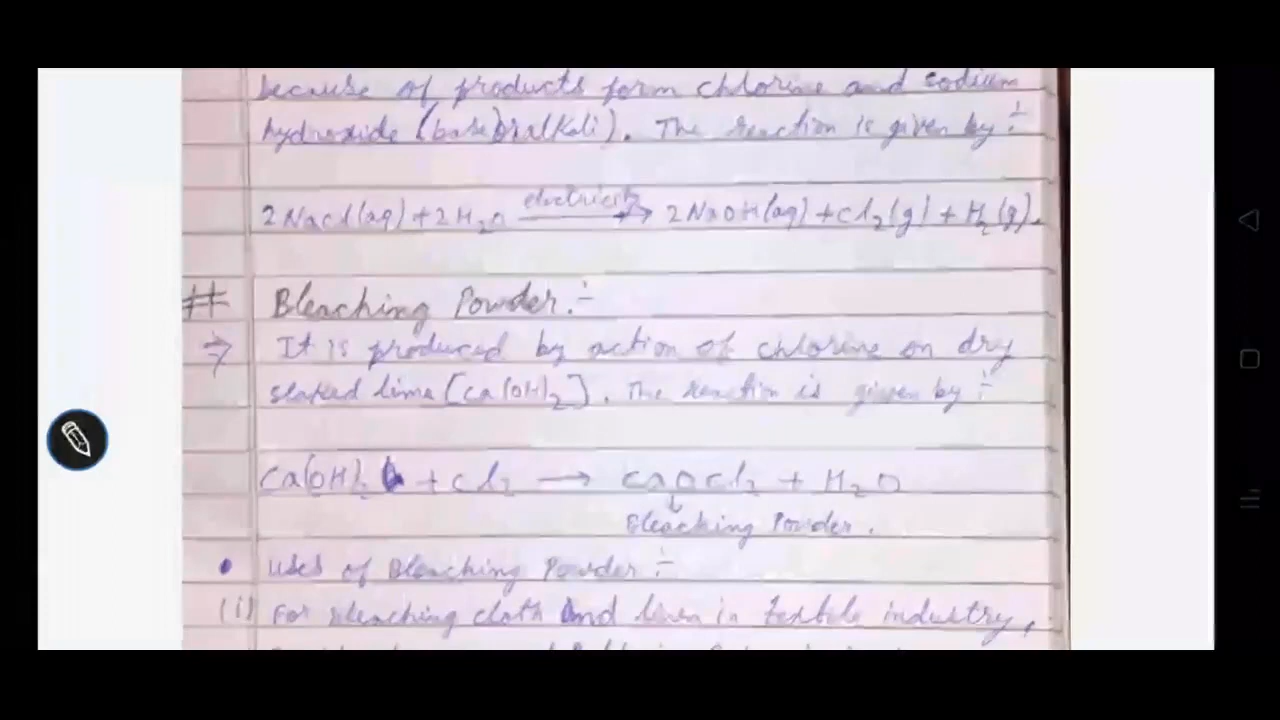 because of products form chlorine and sodium
hydroxide (base) or alkali). The reaction is given by :-
2NaCl(aq) + 2H2O electricity → 2NaOH(aq) + Cl2(g) + H2(g).
## Bleaching Powder :-
⇒ It is produced by action of chlorine on dry
slaked lime [Ca(OH)2]. The reaction is given by :-
Ca(OH)2 + Cl2 → CaOCl2 + H2O
↓
Bleaching Powder.
• Uses of Bleaching Powder :-
(i) For bleaching cloth and linen in textile industry,